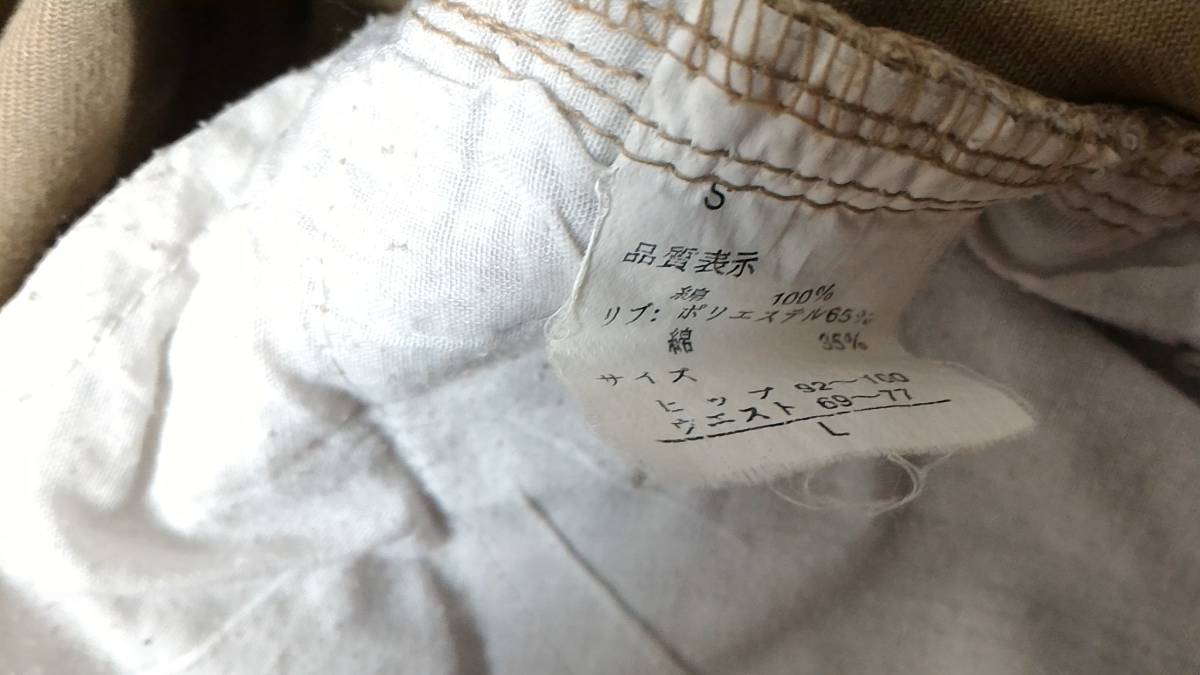 S
品質表示
綿 100%
リブ: ポリエステル65%
綿 35%
サイズ
ヒップ 92～100
ウエスト 69～77
L